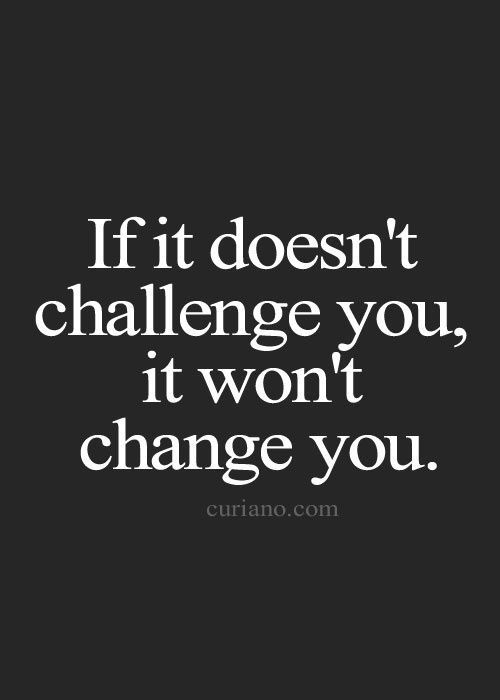 If it doesn't
challenge you,
it won't
change you.
curiano.com